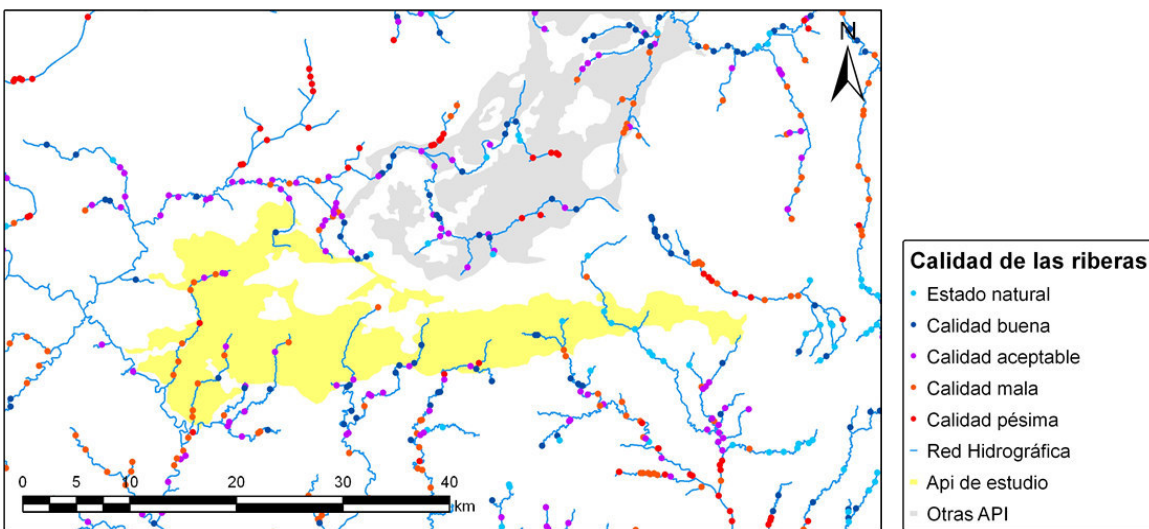 N
0 5 10 20 30 40
km
Calidad de las riberas
Estado natural
Calidad buena
Calidad aceptable
Calidad mala
Calidad pésima
Red Hidrográfica
Api de estudio
Otras API